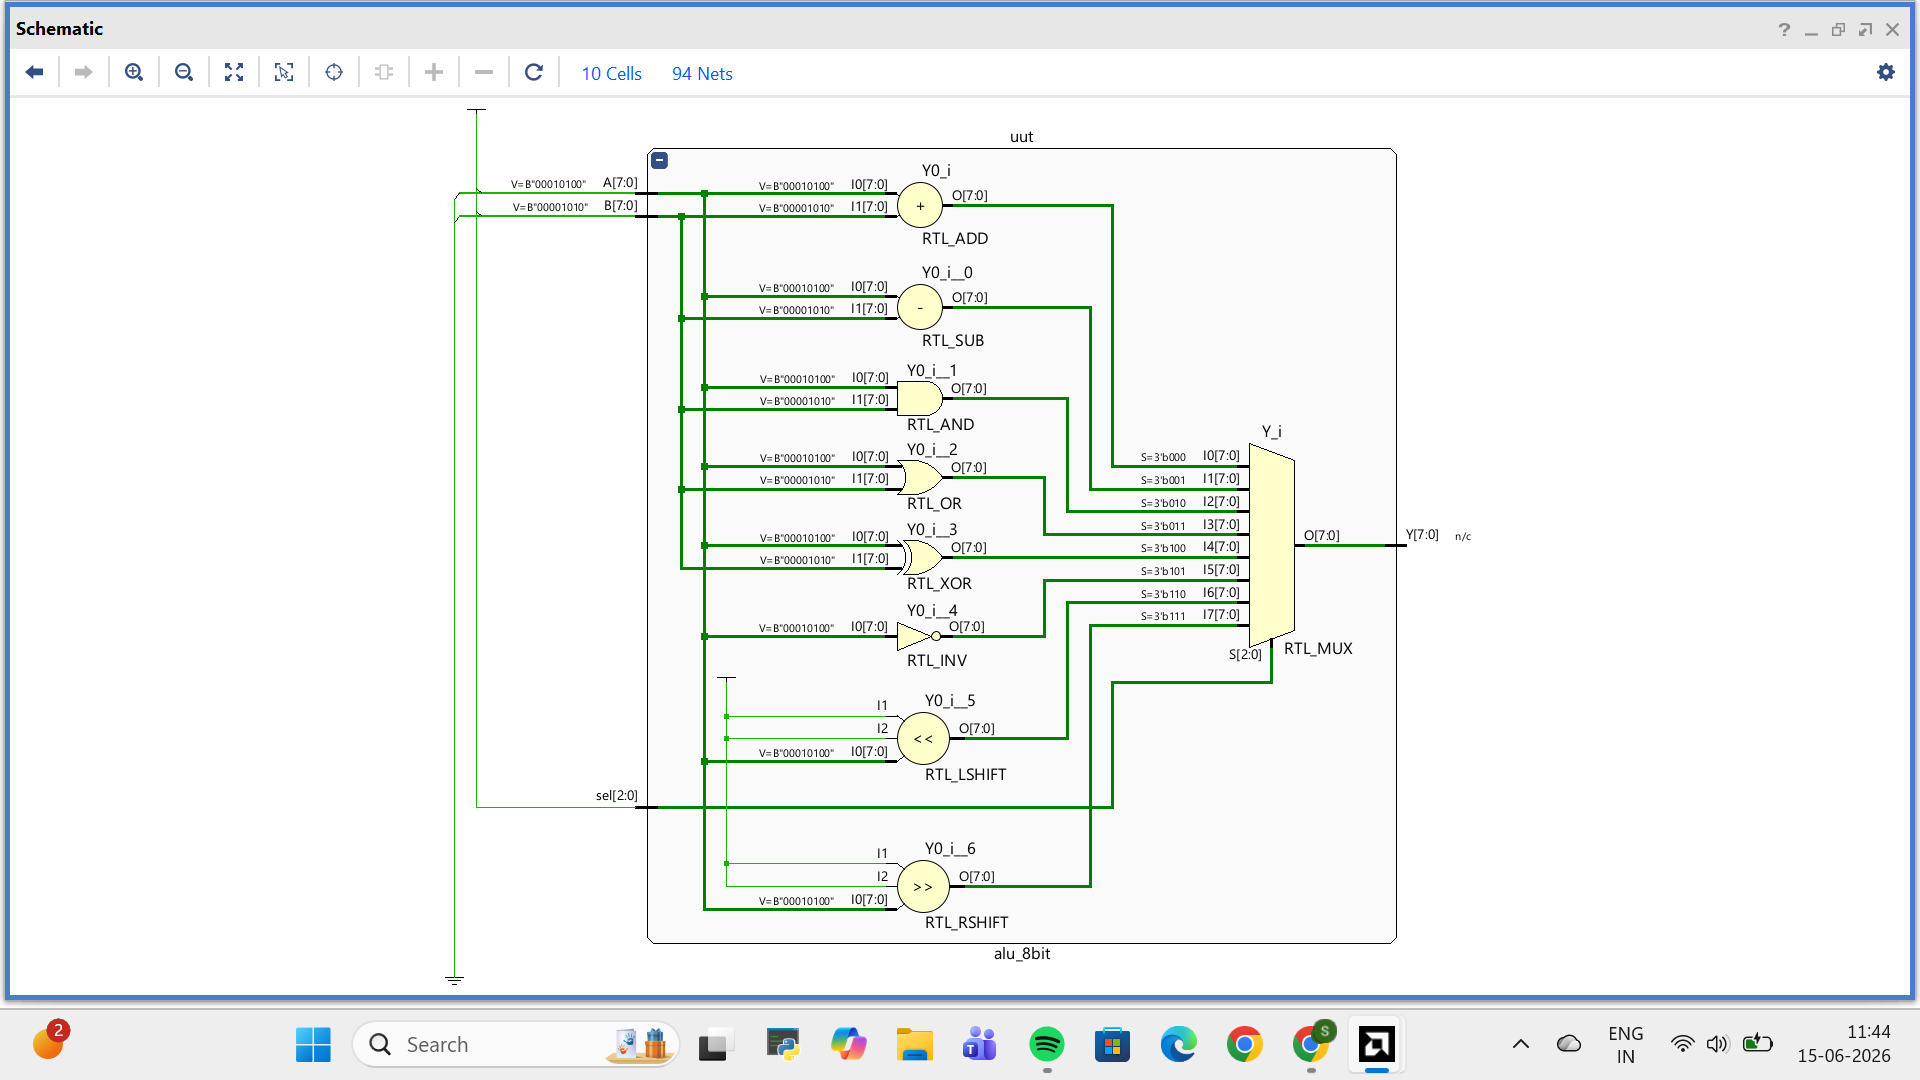 Schematic
10 Cells 94 Nets
uut
Y0_i
V=B"00010100" A[7:0] V=B"00010100" I0[7:0] O[7:0]
V=B"00001010" B[7:0] V=B"00001010" I1[7:0] +
RTL_ADD
Y0_i__0
V=B"00010100" I0[7:0] O[7:0]
V=B"00001010" I1[7:0] -
RTL_SUB
Y0_i__1
V=B"00010100" I0[7:0] O[7:0]
V=B"00001010" I1[7:0]
RTL_AND
Y0_i__2
V=B"00010100" I0[7:0] O[7:0]
V=B"00001010" I1[7:0]
RTL_OR
Y0_i__3
V=B"00010100" I0[7:0] O[7:0]
V=B"00001010" I1[7:0]
RTL_XOR
Y0_i__4
V=B"00010100" I0[7:0] O[7:0]
RTL_INV
Y_i
S=3'b000 I0[7:0]
S=3'b001 I1[7:0]
S=3'b010 I2[7:0]
S=3'b011 I3[7:0]
S=3'b100 I4[7:0]
S=3'b101 I5[7:0]
S=3'b110 I6[7:0]
S=3'b111 I7[7:0]
O[7:0] Y[7:0] n/c
S[2:0] RTL_MUX
Y0_i__5
I1
I2 O[7:0]
<<
V=B"00010100" I0[7:0]
RTL_LSHIFT
sel[2:0]
Y0_i__6
I1
I2 O[7:0]
>>
V=B"00010100" I0[7:0]
RTL_RSHIFT
alu_8bit
2
Search
T
S
ENG
IN
11:44
15-06-2026